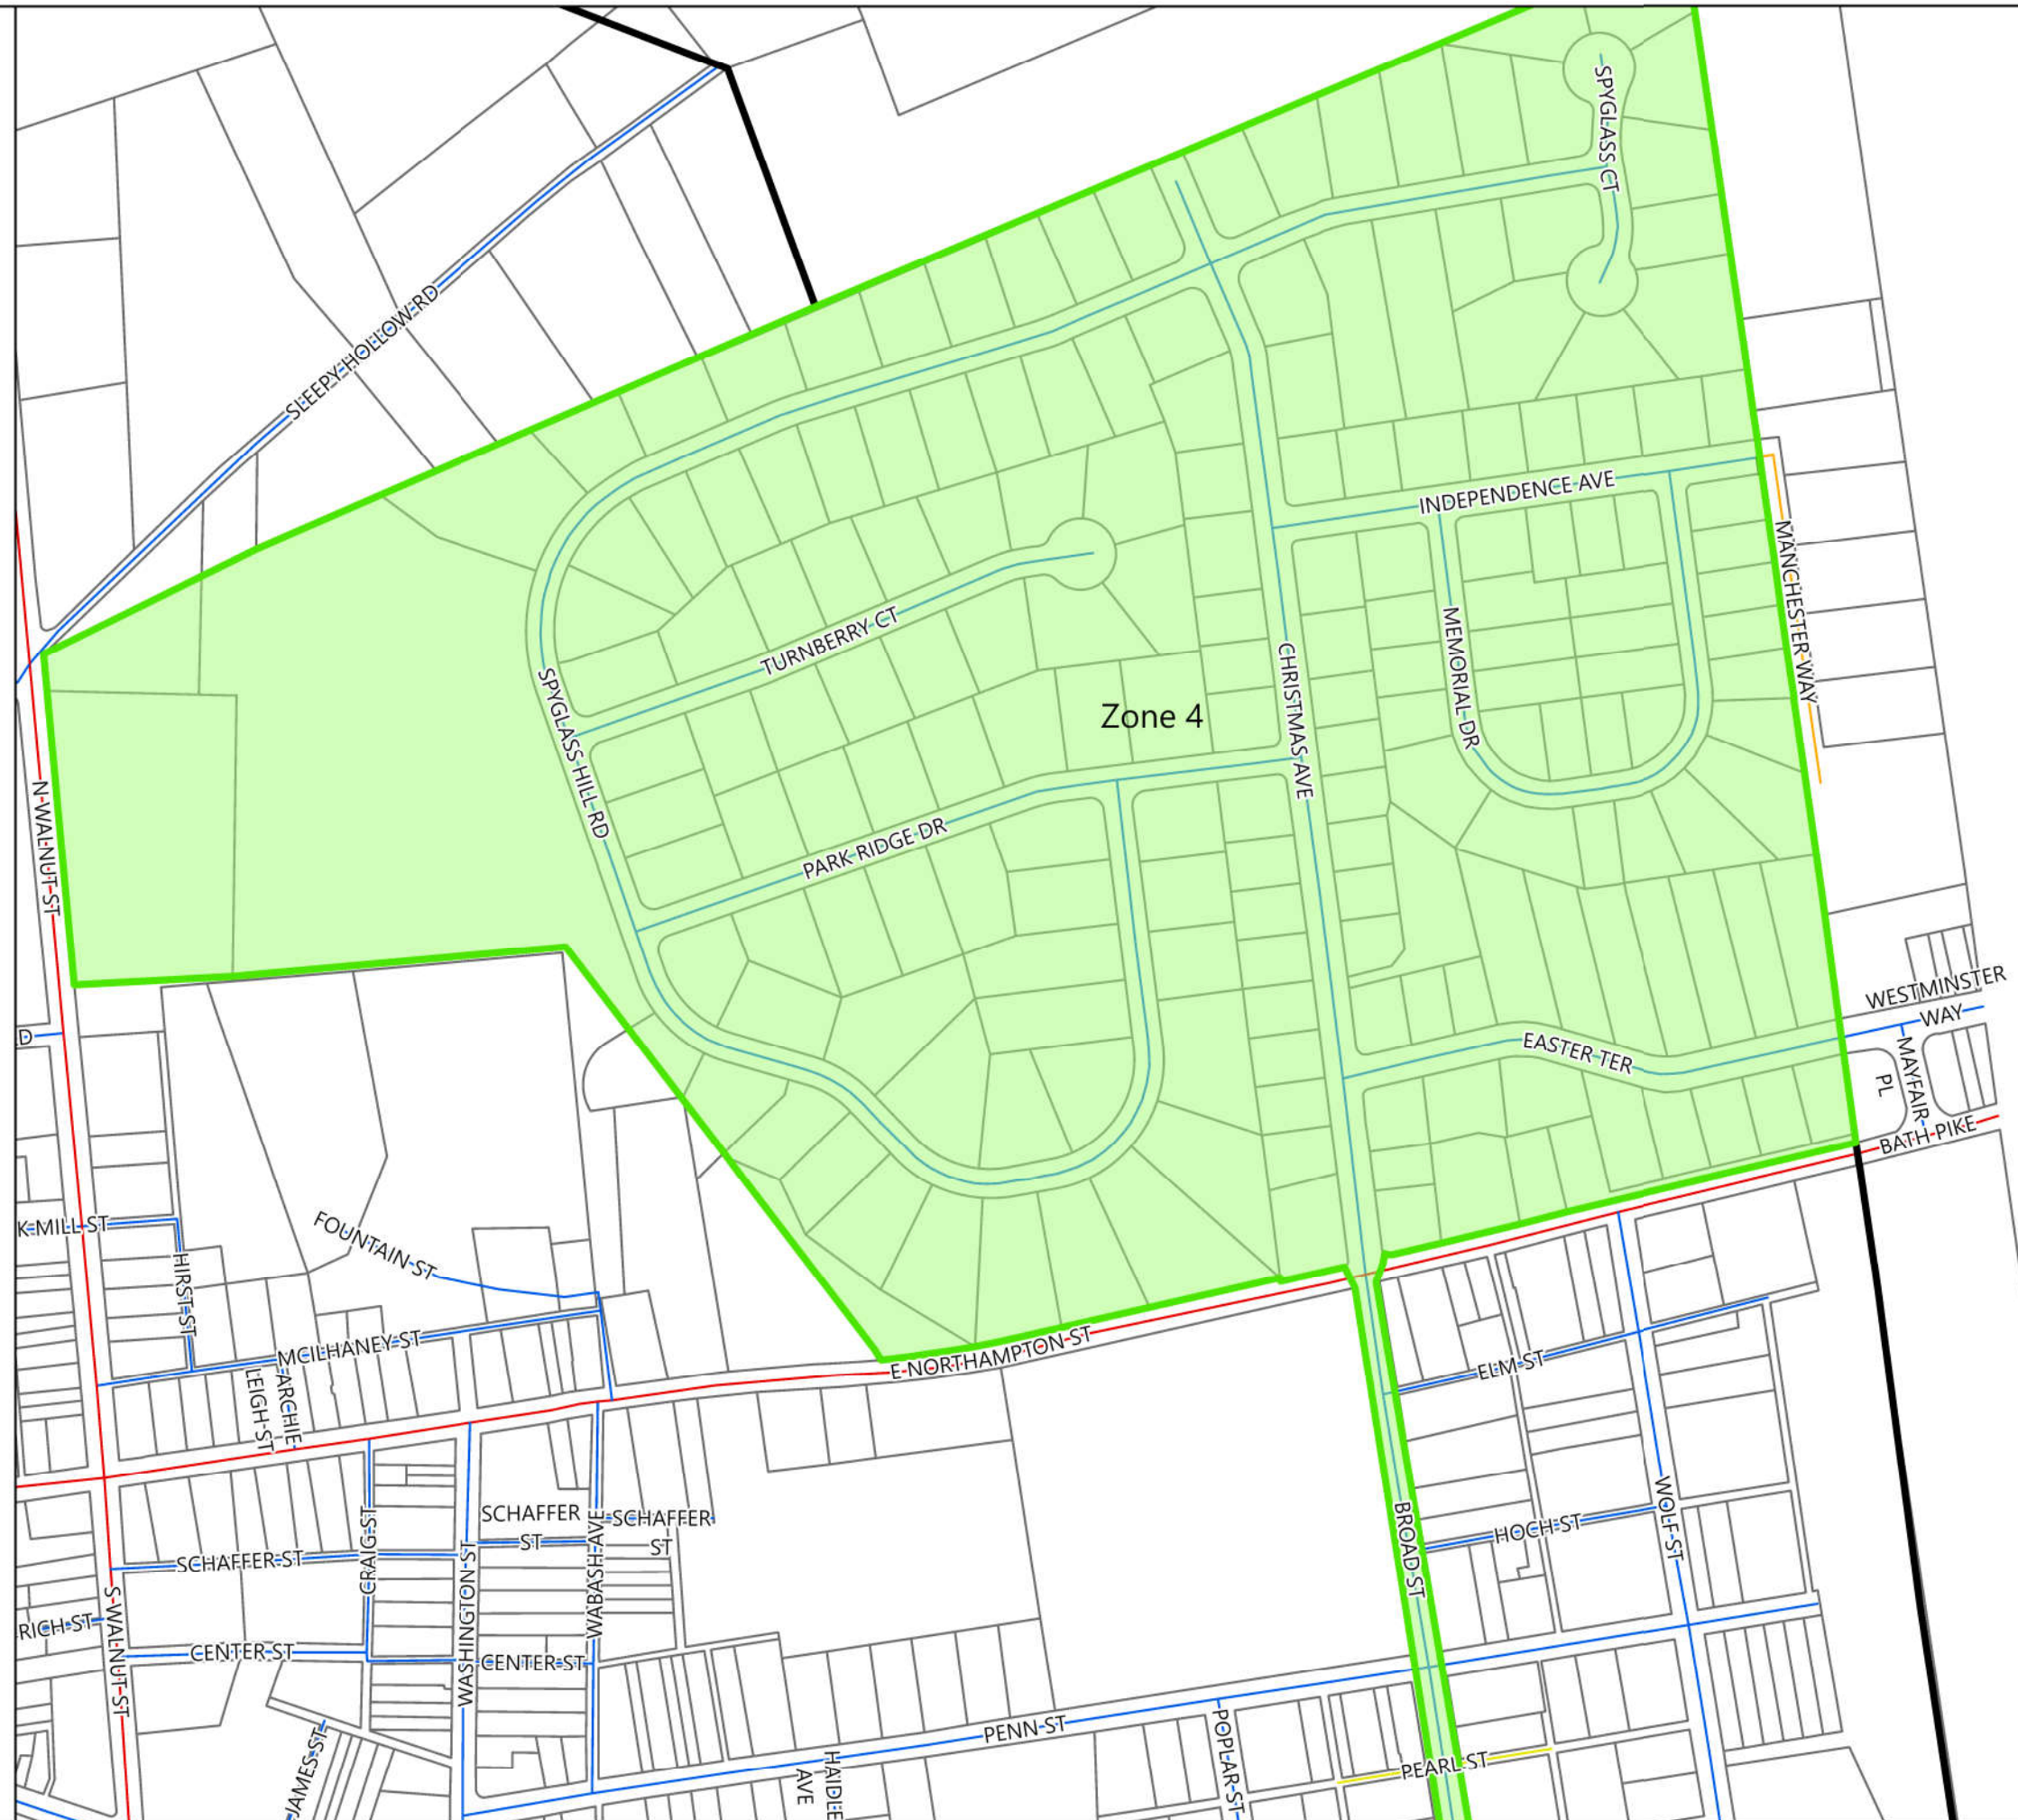 SPYGLASS CT
SLEEPY HOLLOW RD
INDEPENDENCE AVE
MANCHESTER WAY
TURNBERRY CT
MEMORIAL DR
CHRISTMAS AVE
SPYGLASS HILL RD
Zone 4
N WALNUT ST
PARK RIDGE DR
WESTMINSTER
WAY
D
EASTER TER
MAYFAIR
PL
BATH PIKE
K MILL ST
FOUNTAIN ST
HIRST ST
MCILHANEY ST
E NORTHAMPTON ST
ELM ST
LEIGH ST
ARCHIE
BROAD ST
WOLF ST
HOCH ST
SCHAFFER
ST
SCHAFFER
ST
SCHAFFER ST
CRAIG ST
WASHINGTON ST
WABASH AVE
RICH ST
S WALNUT ST
CENTER ST
CENTER ST
PENN ST
POPLAR ST
PEARL ST
JAMES ST
HAIDLE
AVE